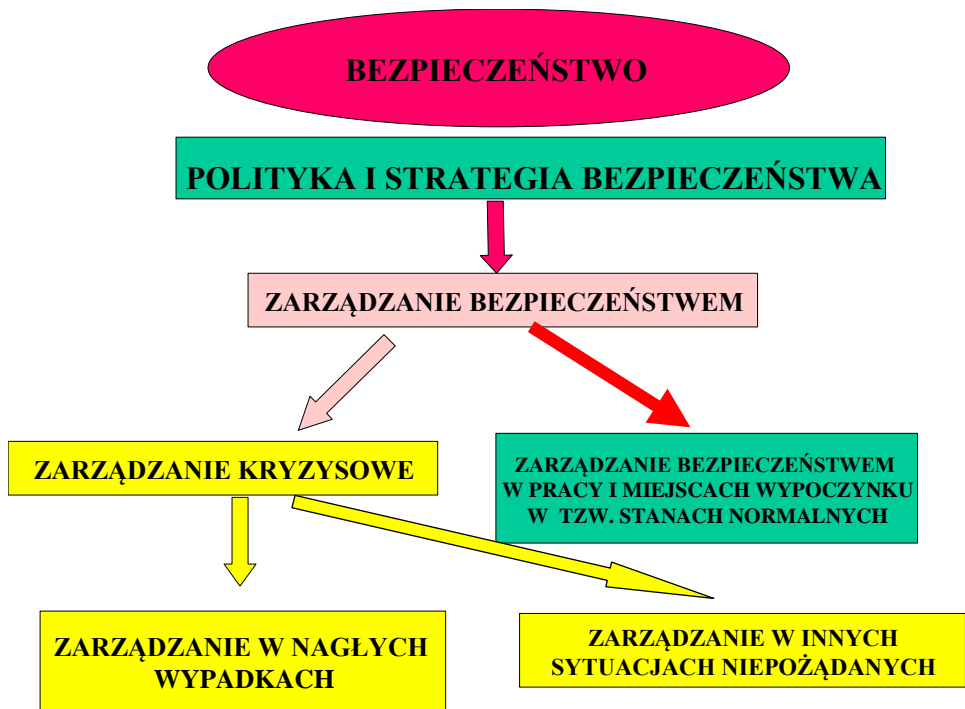 BEZPIECZEŃSTWO
POLITYKA I STRATEGIA BEZPIECZEŃSTWA
ZARZĄDZANIE BEZPIECZEŃSTWEM
ZARZĄDZANIE KRYZYSOWE
ZARZĄDZANIE BEZPIECZEŃSTWEM
W PRACY I MIEJSCACH WYPOCZYNKU
W TZW. STANACH NORMALNYCH
ZARZĄDZANIE W NAGŁYCH
WYPADKACH
ZARZĄDZANIE W INNYCH
SYTUACJACH NIEPOŻĄDANYCH